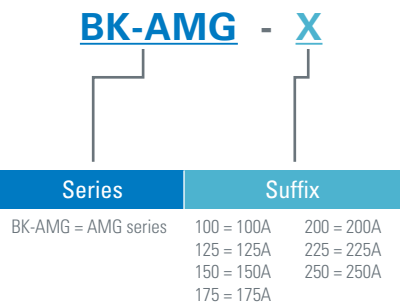 BK-AMG - X
Series Suffix
BK-AMG = AMG series 100 = 100A 200 = 200A
125 = 125A 225 = 225A
150 = 150A 250 = 250A
175 = 175A